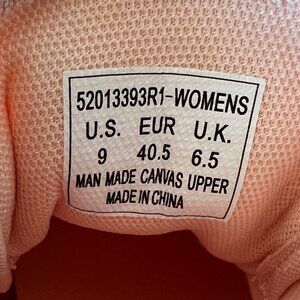 52013393R1-WOMENS
U.S. EUR U.K.
9 40.5 6.5
MAN MADE CANVAS UPPER
MADE IN CHINA